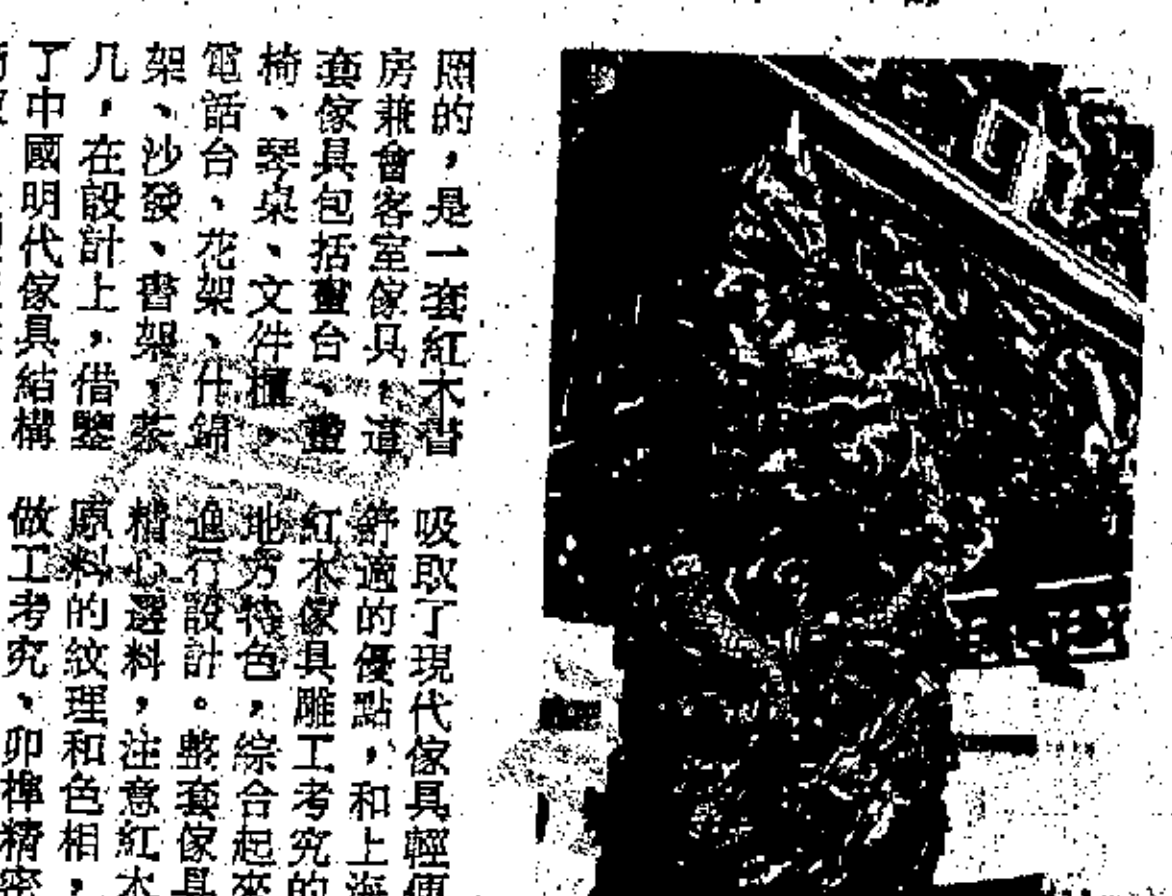 照的，是一套紅木書
房兼會客室傢具，這
套傢具包括畫台、畫
椅、琴桌、文件櫃、
電話台、花架、什錦
架、沙發、書架，茶
几，在設計上，借鑒
了中國明代傢具結構
吸取了現代傢具輕便
舒適的優點，和上海
紅木傢具雕工考究的
地方特色，綜合起來
進行設計。整套傢具
精心選料，注意紅木
原料的紋理和色相，
做工考究、卯榫精密